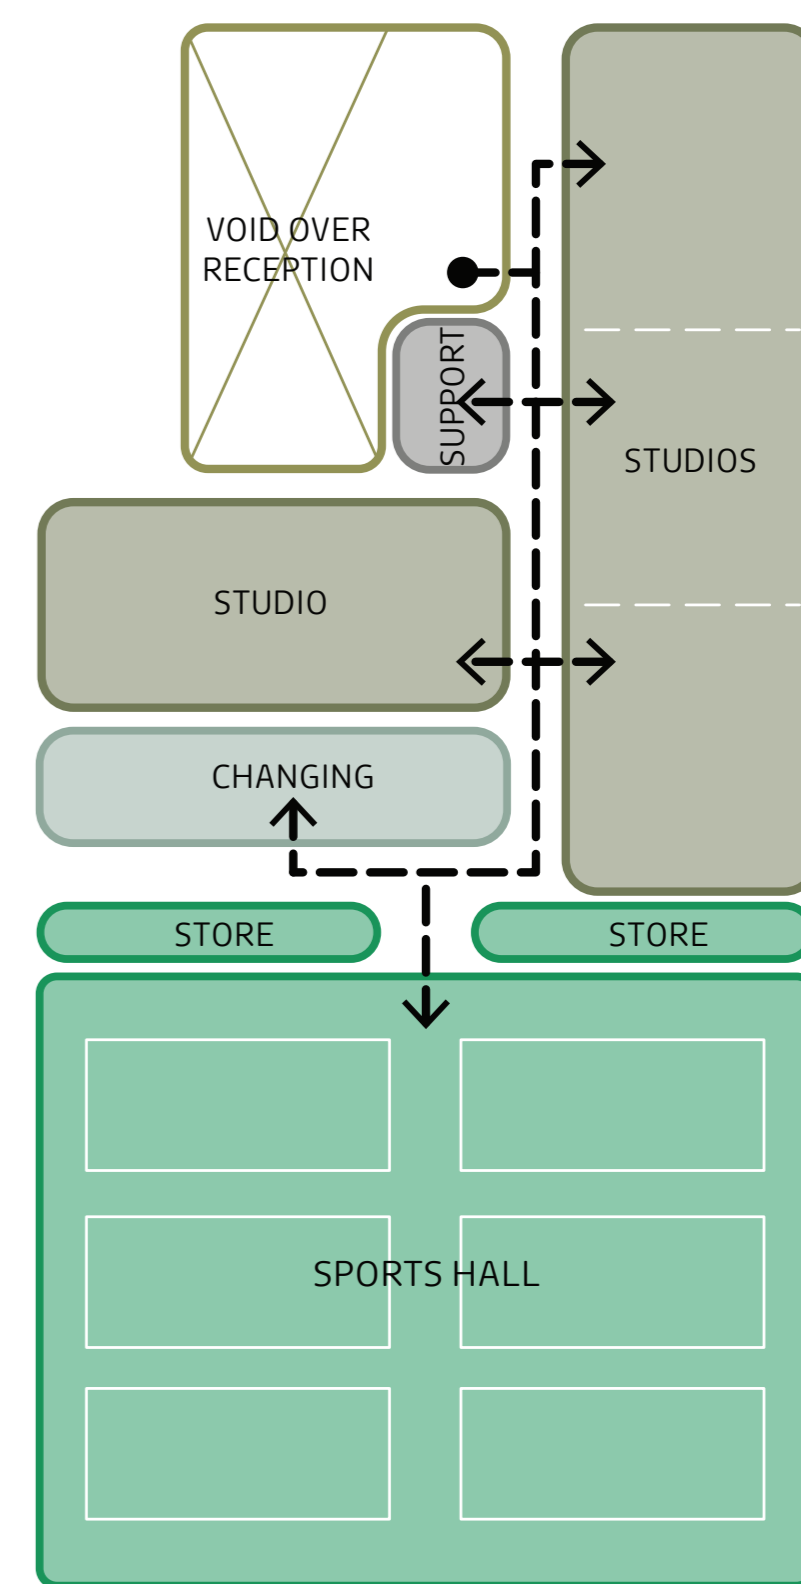 VOID OVER
RECEPTION
SUPPORT
STUDIOS
STUDIO
CHANGING
STORE
STORE
SPORTS HALL